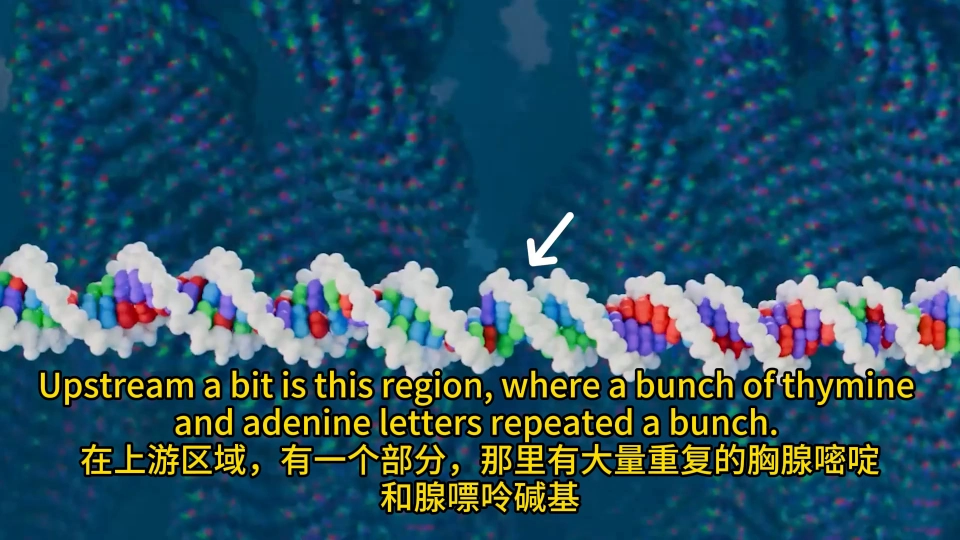 Upstream a bit is this region, where a bunch of thymine
and adenine letters repeated a bunch.
在上游区域，有一个部分，那里有大量重复的胸腺嘧啶
和腺嘌呤碱基